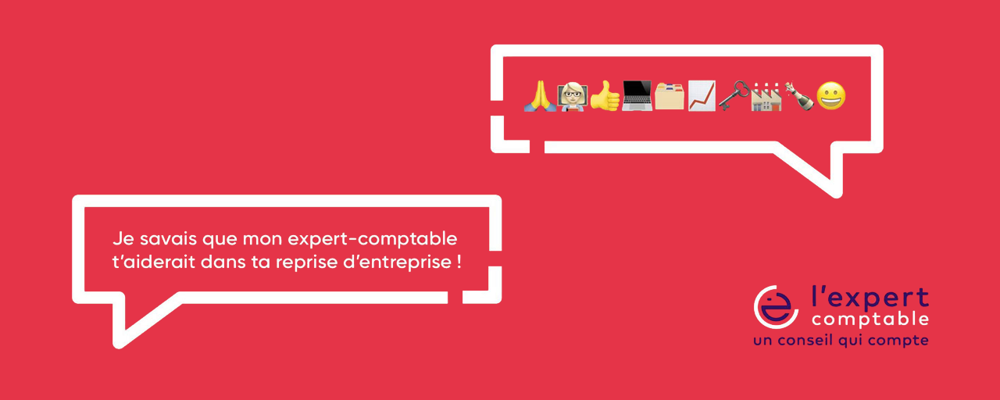 🙏👩🏼‍💻👍💻🗂️📈🗝️🏭🍾😀
Je savais que mon expert-comptable
t'aiderait dans ta reprise d'entreprise !
l'expert
comptable
un conseil qui compte